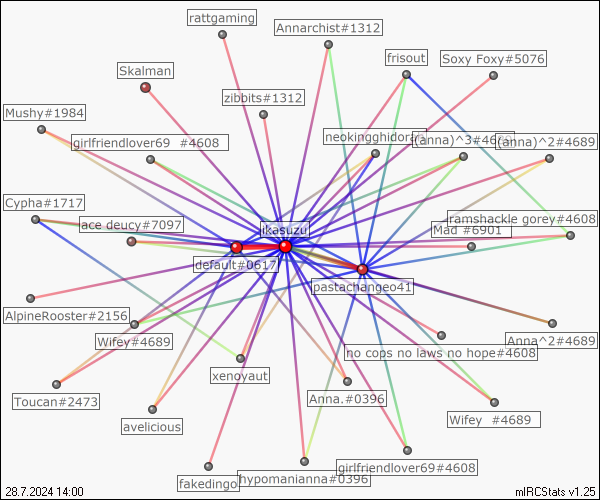 rattgaming
Annarchist#1312
frisout
Soxy Foxy#5076
Skalman
zibbits#1312
Mushy#1984
girlfriendlover69 #4608
neokingghidorah
(anna)^3#4689
(anna)^2#4689
Cypha#1717
ace deucy#7097
ikasuzu
ramshackle gorey#4608
Mad #6901
default#0617
pastachangeo41
AlpineRooster#2156
Wifey#4689
no cops no laws no hope#4608
Anna^2#4689
xenoyaut
Toucan#2473
Anna.#0396
avelicious
Wifey #4689
fakedingo
hypomanianna#0396
girlfriendlover69#4608
28.7.2024 14:00
mIRCStats v1.25